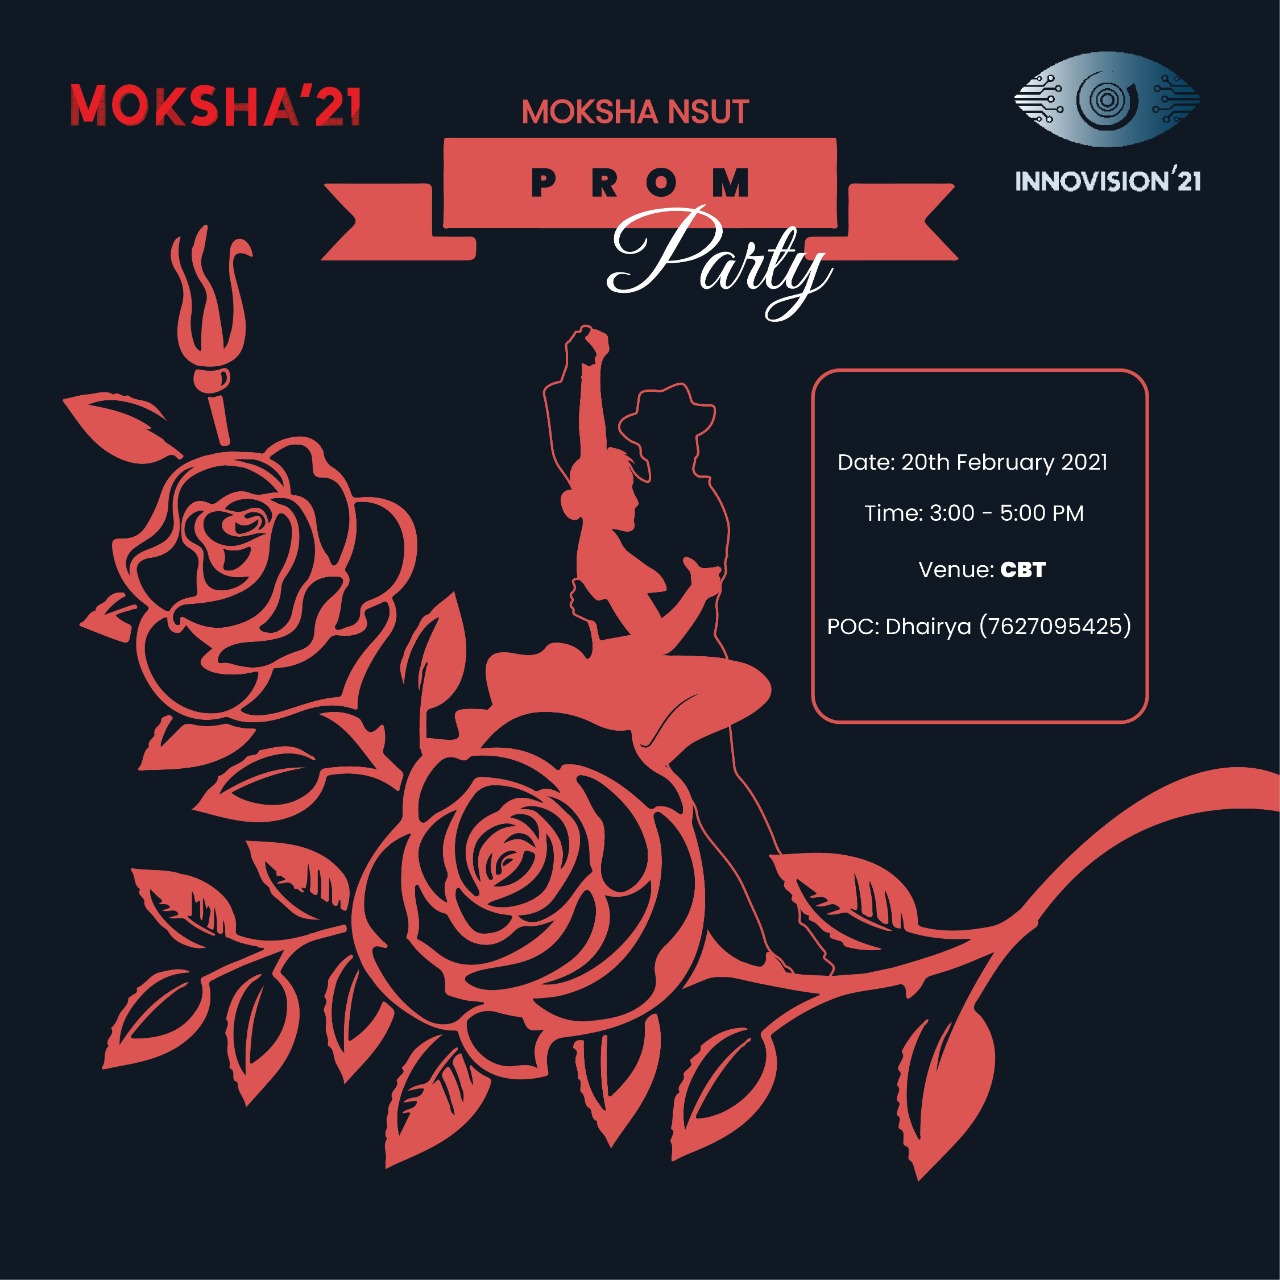 MOKSHA'21
MOKSHA NSUT
PROM
Party
INNOVISION'21
Date: 20th February 2021
Time: 3:00 - 5:00 PM
Venue: CBT
POC: Dhairya (7627095425)